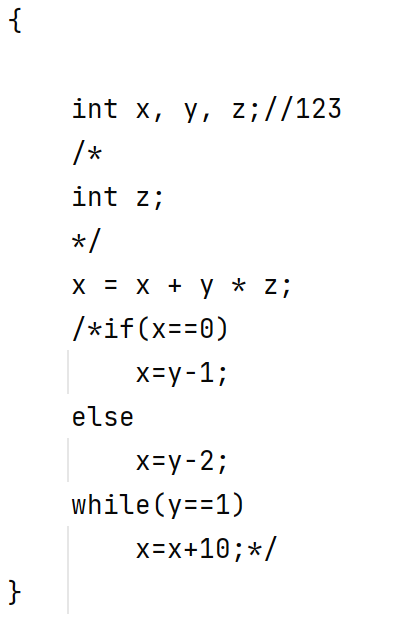 {
int x, y, z;//123
/*
int z;
*/
x = x + y * z;
/*if(x==0)
x=y-1;
else
x=y-2;
while(y==1)
x=x+10;*/
}